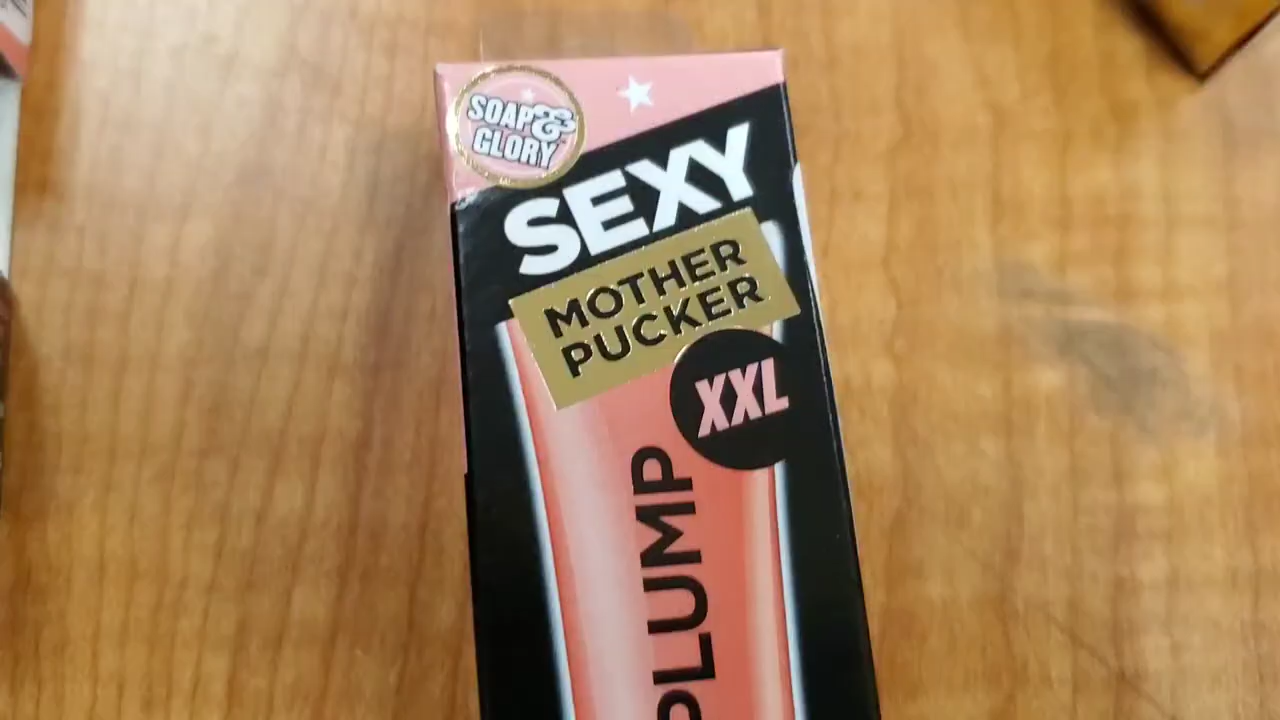 SOAP &
GLORY
SEXY
MOTHER
PUCKER
XXL
PLUMP